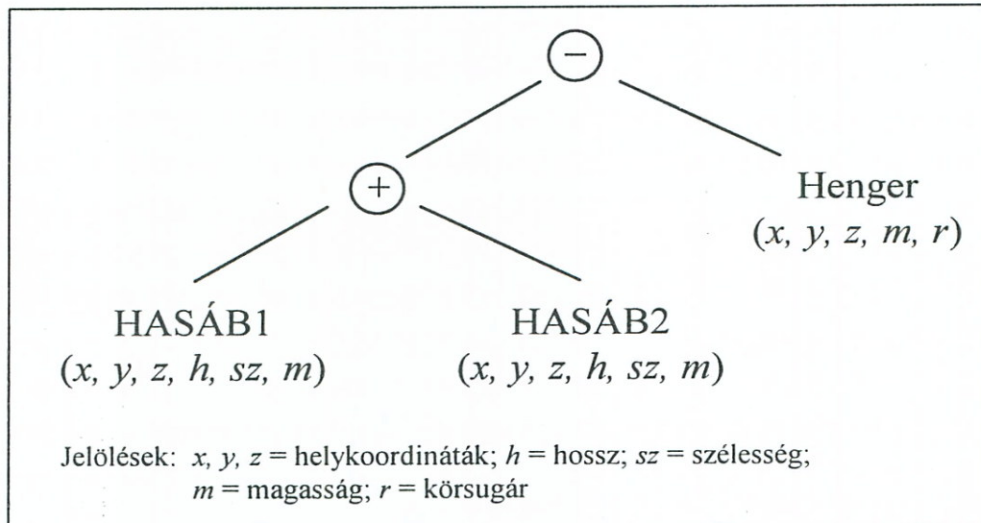 −
+
Henger
(x, y, z, m, r)
HASÁB1
(x, y, z, h, sz, m)
HASÁB2
(x, y, z, h, sz, m)
Jelölések: x, y, z = helykoordináták; h = hossz; sz = szélesség;
m = magasság; r = körsugár